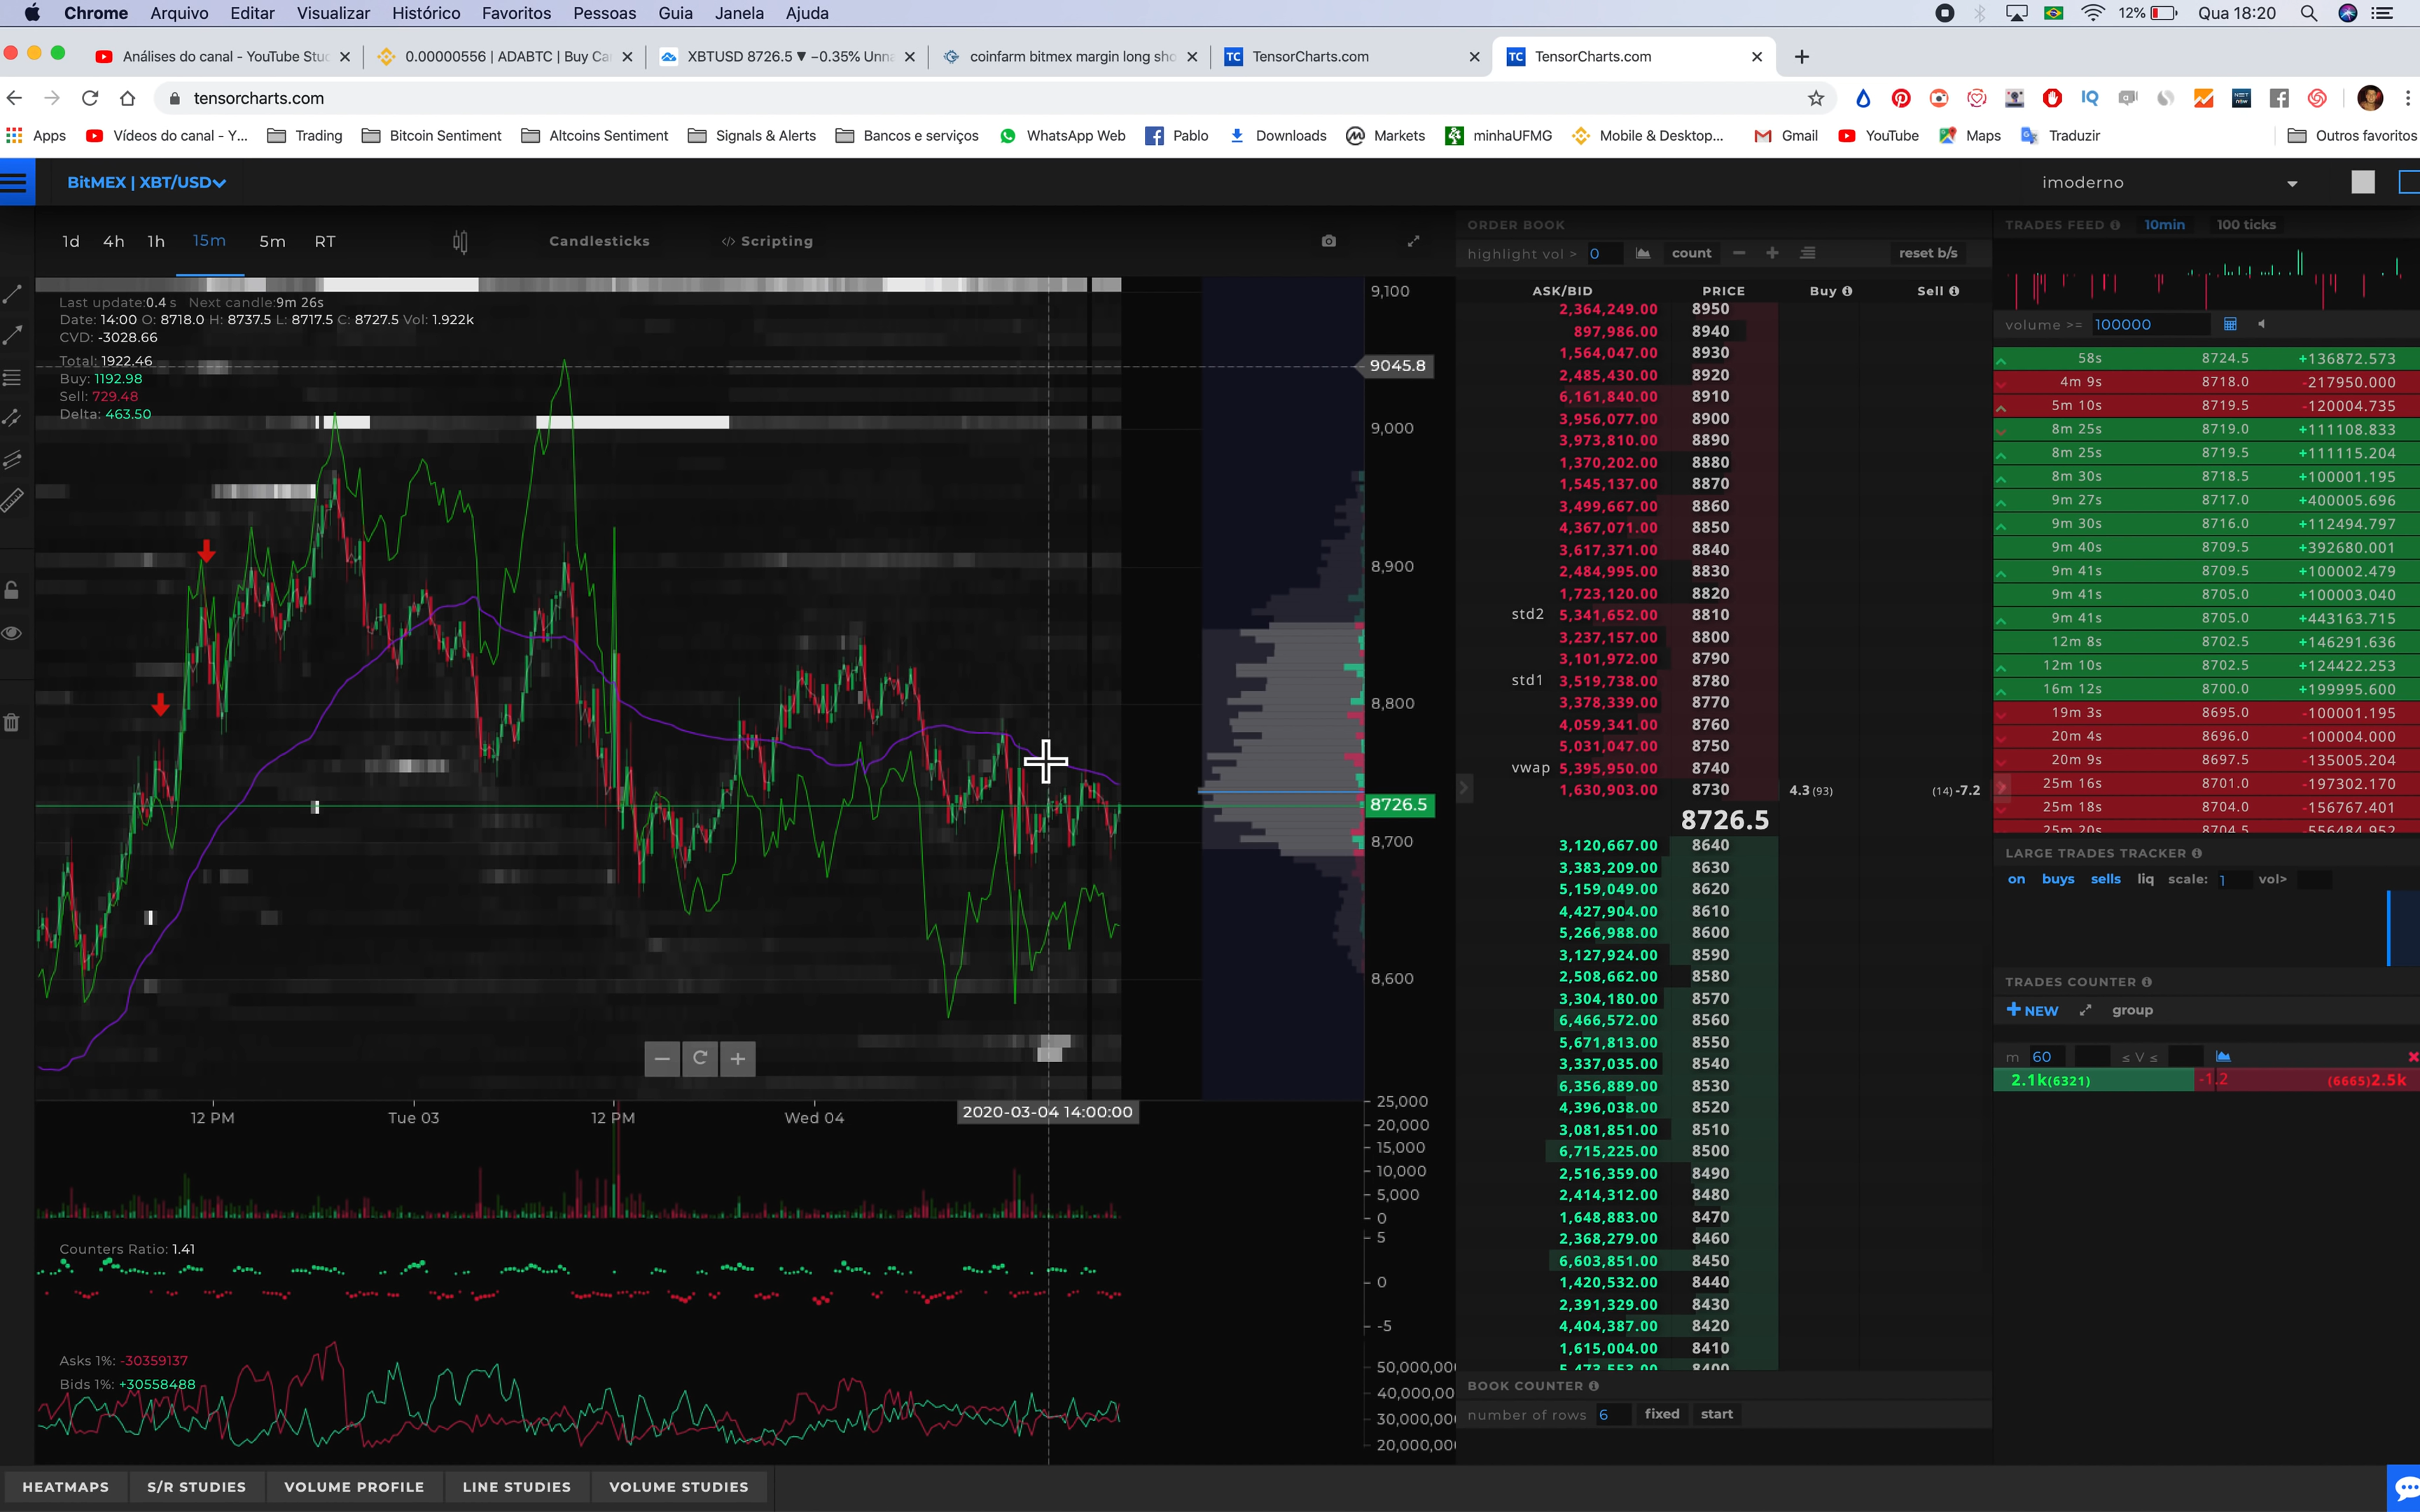 Chrome Arquivo Editar Visualizar Histórico Favoritos Pessoas Guia Janela Ajuda 12% Qua 18:20
Análises do canal - YouTube Stu
0.00000556 | ADABTC | Buy Ca
XBTUSD 8726.5 ▼ −0.35% Unna
coinfarm bitmex margin long sho
TC TensorCharts.com
TC TensorCharts.com
tensorcharts.com
Apps Vídeos do canal - Y... Trading Bitcoin Sentiment Altcoins Sentiment Signals & Alerts Bancos e serviços WhatsApp Web Pablo Downloads Markets minhaUFMG Mobile & Desktop... Gmail YouTube Maps Traduzir Outros favoritos
BitMEX | XBT/USD imoderno
1d 4h 1h 15m 5m RT Candlesticks </> Scripting
Last update:0.4 s Next candle:9m 26s
Date: 14:00 O: 8718.0 H: 8737.5 L: 8717.5 C: 8727.5 Vol: 1.922k
CVD: -3028.66
Total: 1922.46
Buy: 1192.98
Sell: 729.48
Delta: 463.50
9,100
9045.8
9,000
8,900
8,800
8726.5
8,700
8,600
12 PM Tue 03 12 PM Wed 04 2020-03-04 14:00:00
25,000
20,000
15,000
10,000
5,000
0
Counters Ratio: 1.41
5
0
-5
Asks 1%: -30359137
Bids 1%: +30558488
50,000,00
40,000,00
30,000,00
20,000,00
HEATMAPS S/R STUDIES VOLUME PROFILE LINE STUDIES VOLUME STUDIES
ORDER BOOK
highlight vol > 0 count reset b/s
ASK/BID PRICE Buy Sell
2,364,249.00 8950
897,986.00 8940
1,564,047.00 8930
2,485,430.00 8920
6,161,840.00 8910
3,956,077.00 8900
3,973,810.00 8890
1,370,202.00 8880
1,545,137.00 8870
3,499,667.00 8860
4,367,071.00 8850
3,617,371.00 8840
2,484,995.00 8830
1,723,120.00 8820
std2 5,341,652.00 8810
3,237,157.00 8800
3,101,972.00 8790
std1 3,519,738.00 8780
3,378,339.00 8770
4,059,341.00 8760
5,031,047.00 8750
vwap 5,395,950.00 8740
1,630,903.00 8730 4.3 (93) (14) -7.2
8726.5
3,120,667.00 8640
3,383,209.00 8630
5,159,049.00 8620
4,427,904.00 8610
5,266,988.00 8600
3,127,924.00 8590
2,508,662.00 8580
3,304,180.00 8570
6,466,572.00 8560
5,671,813.00 8550
3,337,035.00 8540
6,356,889.00 8530
4,396,038.00 8520
3,081,851.00 8510
6,715,225.00 8500
2,516,359.00 8490
2,414,312.00 8480
1,648,883.00 8470
2,368,279.00 8460
6,603,851.00 8450
1,420,532.00 8440
2,391,329.00 8430
4,404,387.00 8420
1,615,004.00 8410
5,473,553.00 8400
BOOK COUNTER
number of rows 6 fixed start
TRADES FEED 10min 100 ticks
volume >= 100000
58s 8724.5 +136872.573
4m 9s 8718.0 -217950.000
5m 10s 8719.5 -120004.735
8m 25s 8719.0 +111108.833
8m 25s 8719.5 +111115.204
8m 30s 8718.5 +100001.195
9m 27s 8717.0 +400005.696
9m 30s 8716.0 +112494.797
9m 40s 8709.5 +392680.001
9m 41s 8709.5 +100002.479
9m 41s 8705.0 +100003.040
9m 41s 8705.0 +443163.715
12m 8s 8702.5 +146291.636
12m 10s 8702.5 +124422.253
16m 12s 8700.0 +199995.600
19m 3s 8695.0 -100001.195
20m 4s 8696.0 -100004.000
20m 9s 8697.5 -135005.204
25m 16s 8701.0 -197302.170
25m 18s 8704.0 -156767.401
25m 20s 8704.5 -556484.952
LARGE TRADES TRACKER
on buys sells liq scale: 1 vol>
TRADES COUNTER
+ NEW group
m 60 ≤ V ≤
2.1k(6321) -1.2 (6665)2.5k